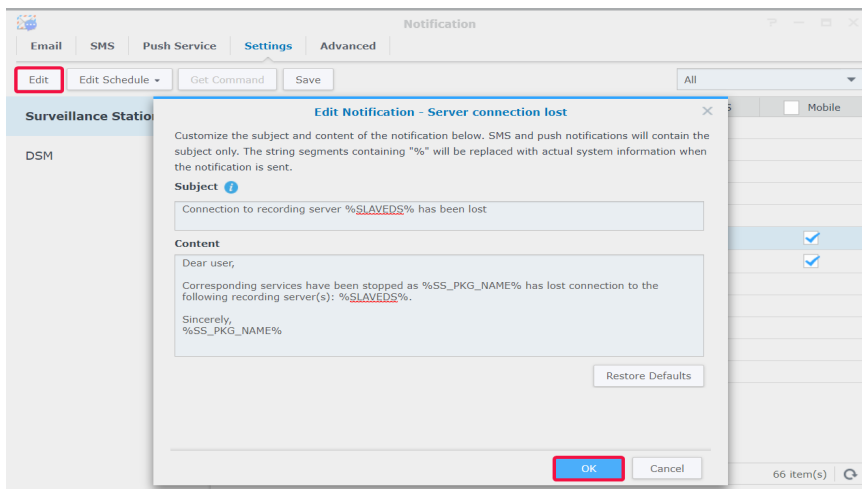 Notification
Email SMS Push Service Settings Advanced
Edit Edit Schedule Get Command Save All
Surveillance Statio
Mobile
DSM
Edit Notification - Server connection lost
Customize the subject and content of the notification below. SMS and push notifications will contain the
subject only. The string segments containing "%" will be replaced with actual system information when
the notification is sent.
Subject
Connection to recording server %SLAVEDS% has been lost
Content
Dear user,
Corresponding services have been stopped as %SS_PKG_NAME% has lost connection to the
following recording server(s): %SLAVEDS%.
Sincerely,
%SS_PKG_NAME%
Restore Defaults
OK Cancel
66 item(s)